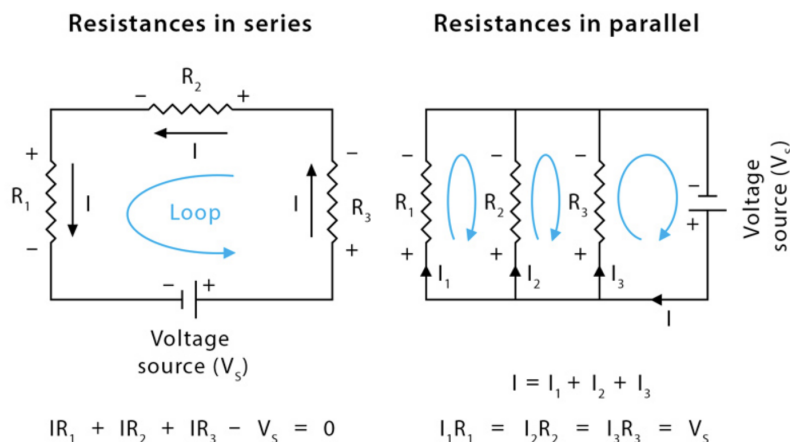 Resistances in series
R₂
− +
I
+
R₁
−
I
Loop
I
−
R₃
+
− +
Voltage
source (Vₛ)
IR₁ + IR₂ + IR₃ − Vₛ = 0
Resistances in parallel
− − −
R₁ R₂ R₃
+ + +
I₁ I₂ I₃
−
+
Voltage
source (Vₛ)
I
I = I₁ + I₂ + I₃
I₁R₁ = I₂R₂ = I₃R₃ = Vₛ